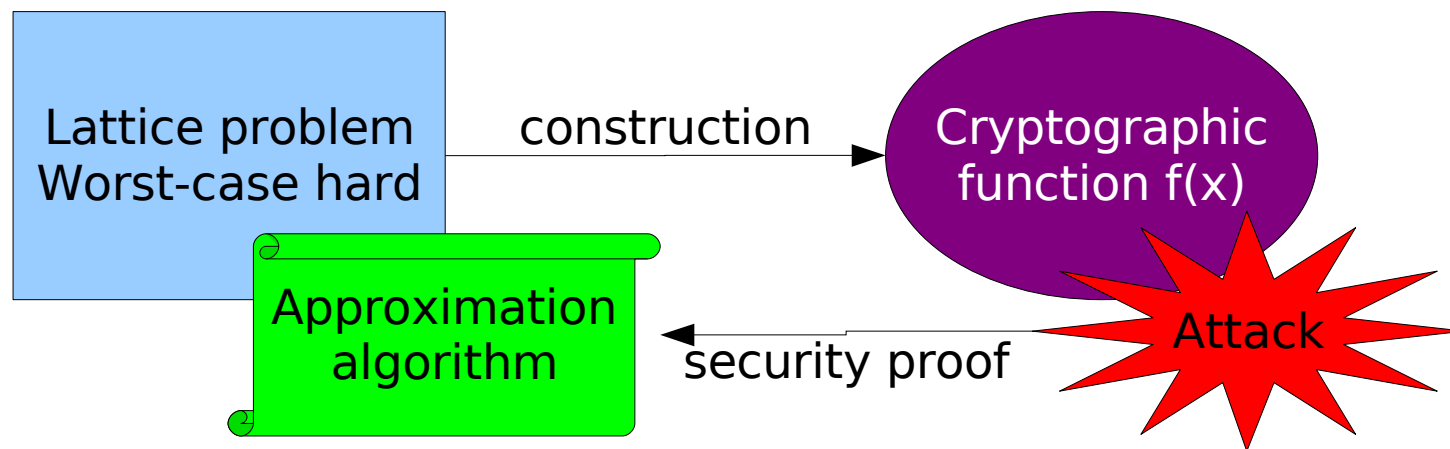 Lattice problem
Worst-case hard
construction
Cryptographic
function f(x)
Approximation
algorithm
security proof
Attack